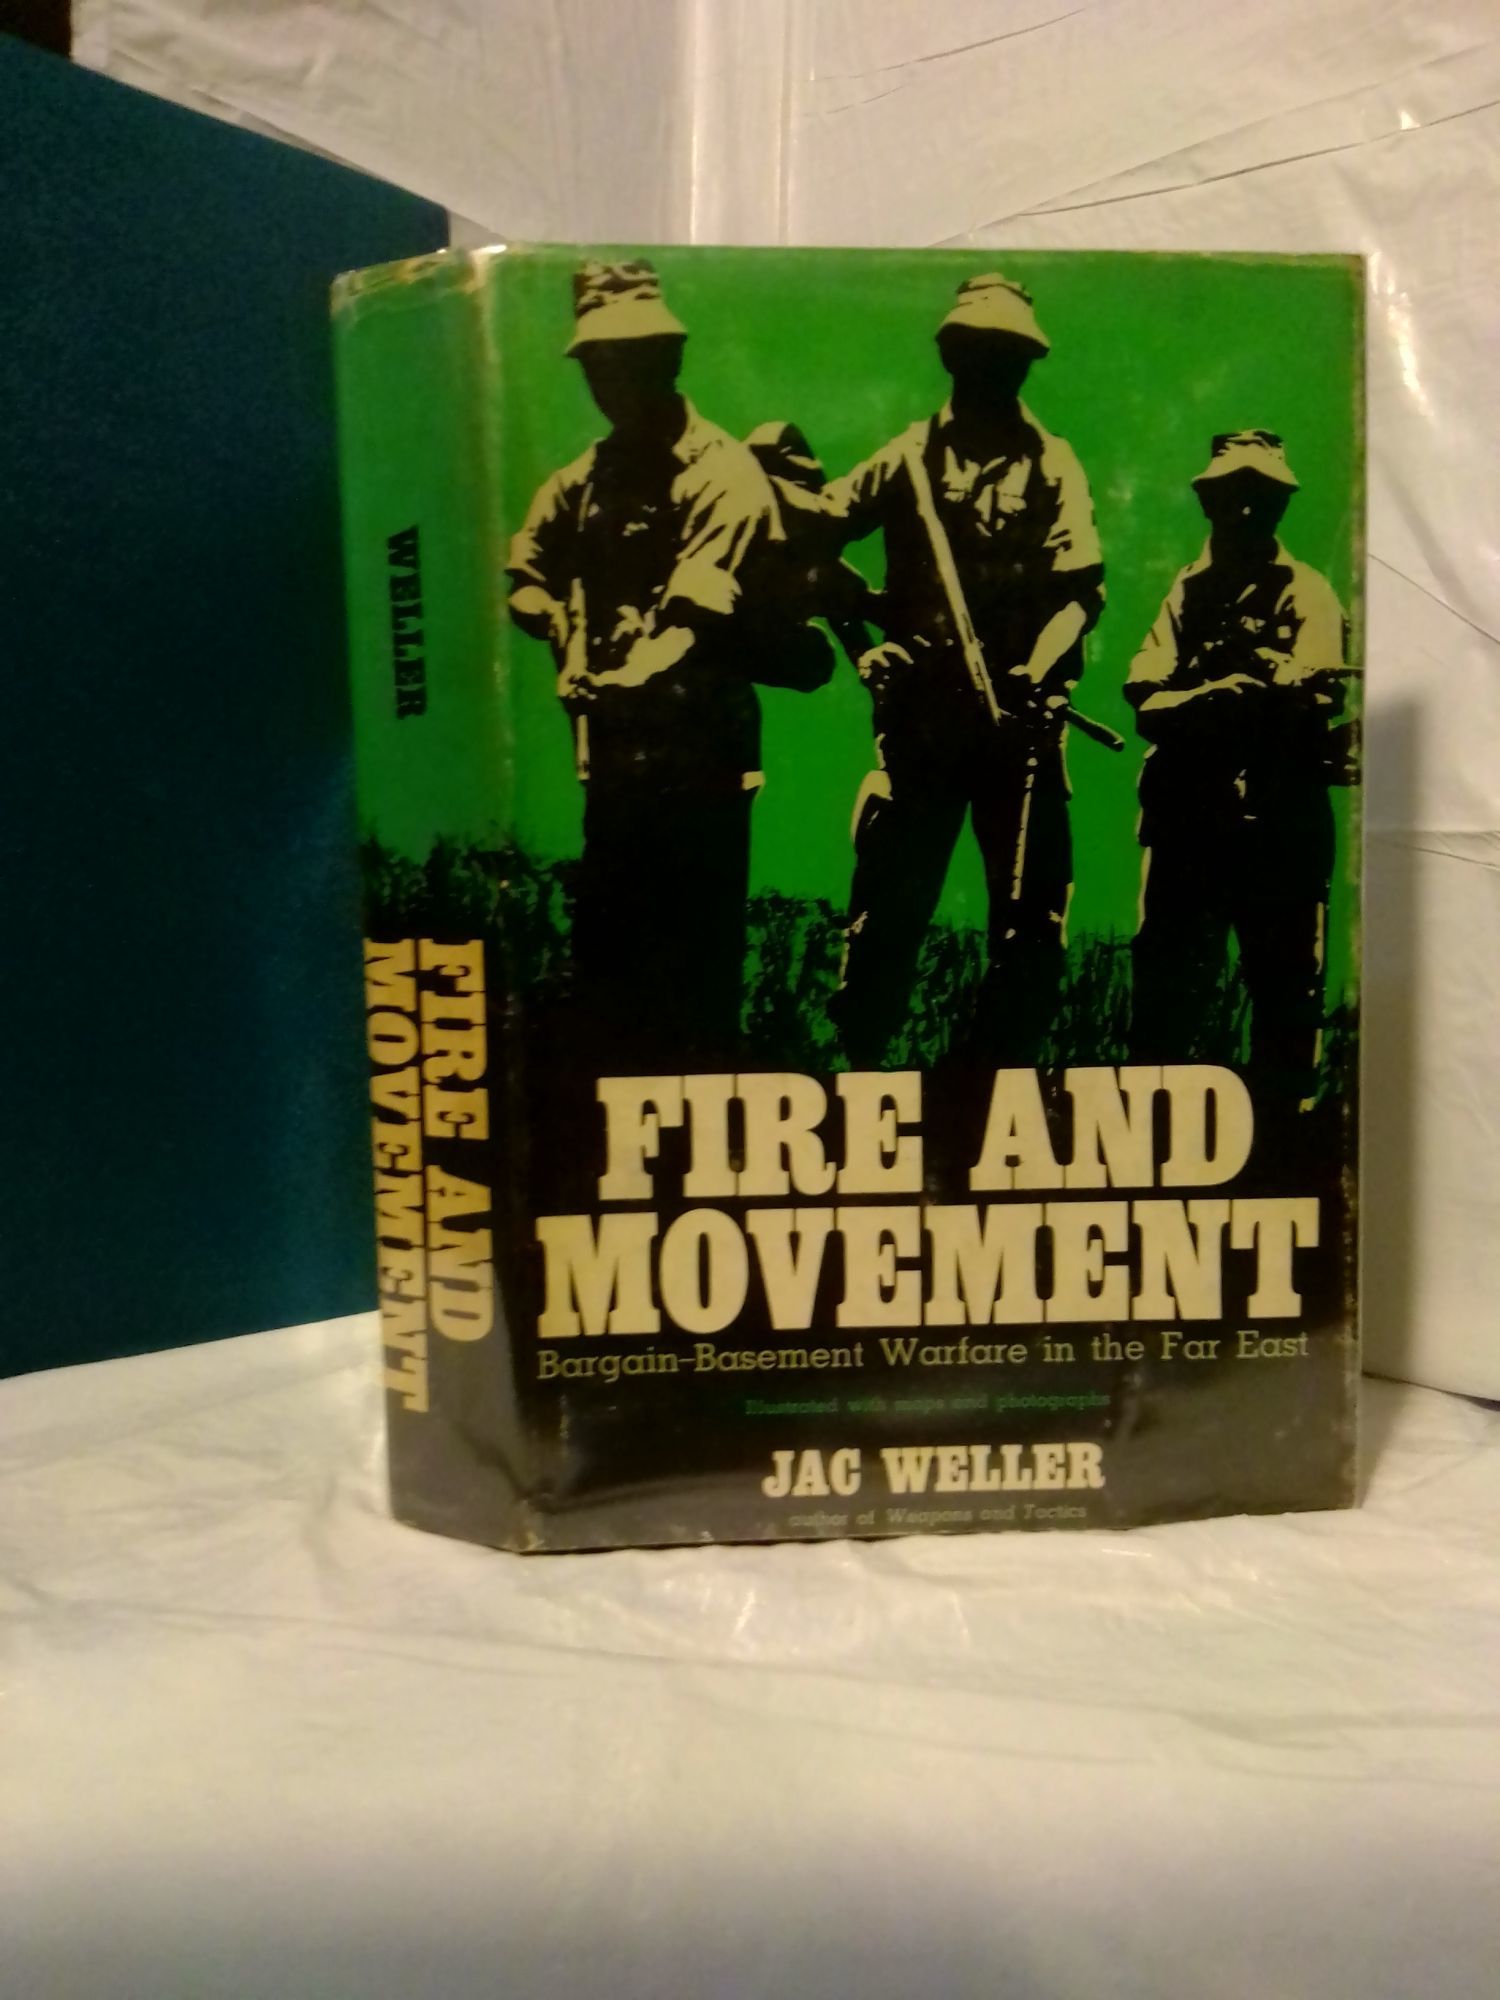 WELLER
FIRE AND
MOVEMENT
FIRE AND
MOVEMENT
Bargain-Basement Warfare in the Far East
Illustrated with maps and photographs
JAC WELLER
author of Weapons and Tactics